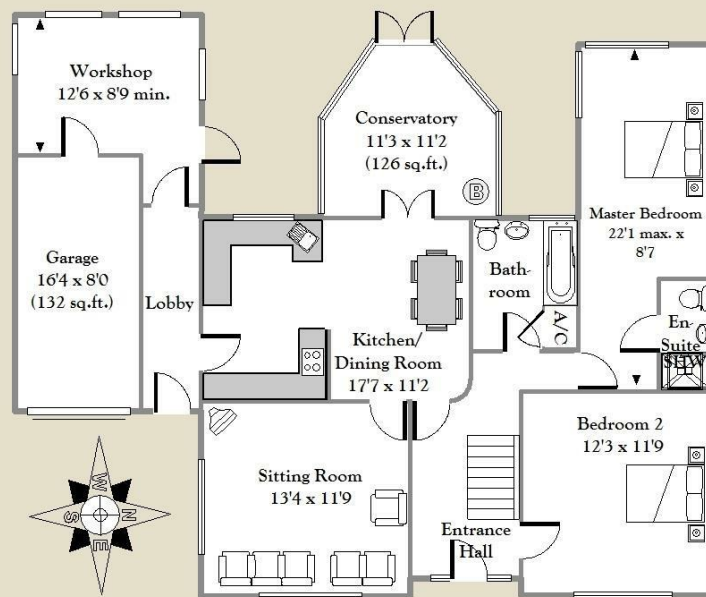 Workshop
12'6 x 8'9 min.
Conservatory
11'3 x 11'2
(126 sq.ft.)
B
Master Bedroom
22'1 max. x
8'7
Garage
16'4 x 8'0
(132 sq.ft.)
Lobby
Bath-
room
A/C
En-
Suite
SHW
Kitchen/
Dining Room
17'7 x 11'2
Bedroom 2
12'3 x 11'9
Sitting Room
13'4 x 11'9
Entrance
Hall
W
N
S
E